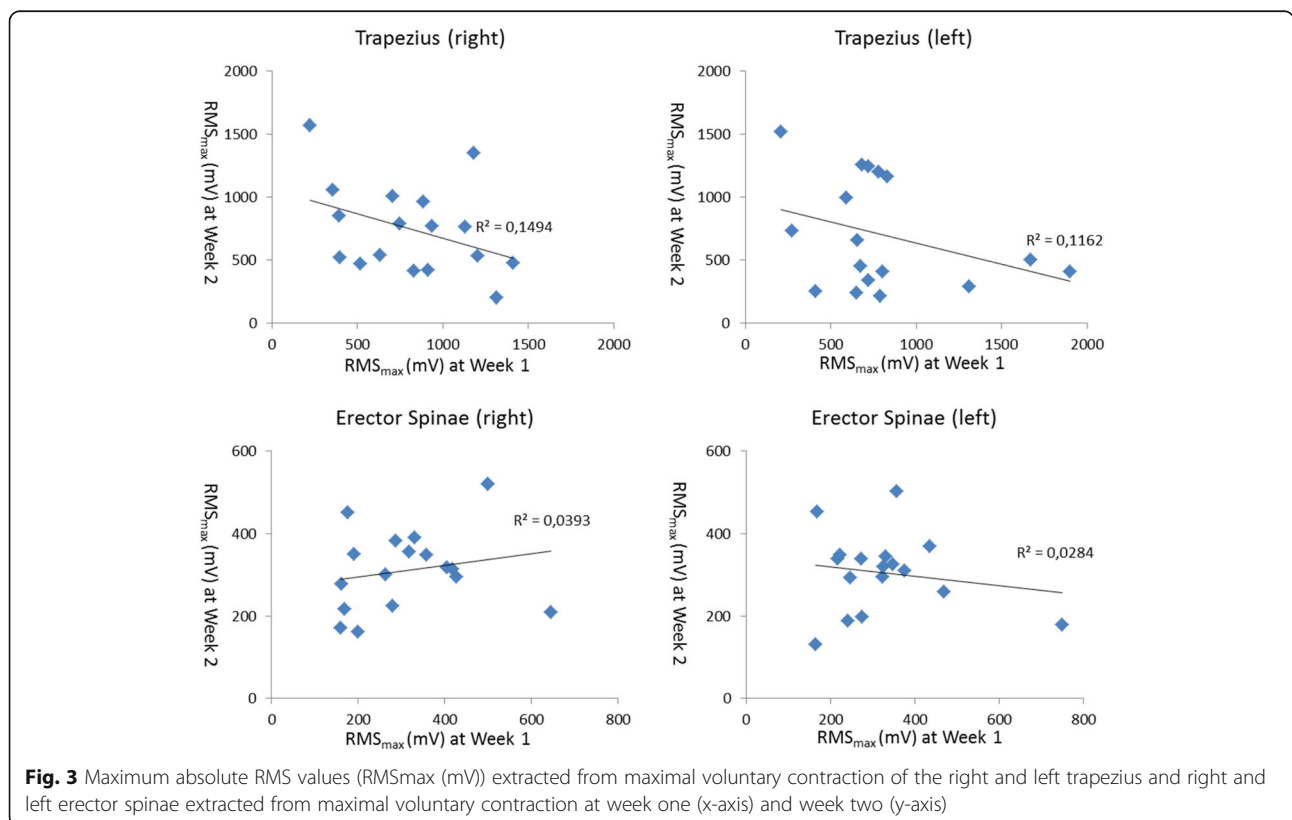 Trapezius (right)
2000
1500
1000
500
0
RMSmax (mV) at Week 2
R² = 0,1494
0 500 1000 1500 2000
RMSmax (mV) at Week 1
Trapezius (left)
2000
1500
1000
500
0
RMSmax (mV) at Week 2
R² = 0,1162
0 500 1000 1500 2000
RMSmax (mV) at Week 1
Erector Spinae (right)
600
400
200
0
RMSmax (mV) at Week 2
R² = 0,0393
0 200 400 600 800
RMSmax (mV) at Week 1
Erector Spinae (left)
600
400
200
0
RMSmax (mV) at Week 2
R² = 0,0284
0 200 400 600 800
RMSmax (mV) at Week 1
Fig. 3 Maximum absolute RMS values (RMSmax (mV)) extracted from maximal voluntary contraction of the right and left trapezius and right and
left erector spinae extracted from maximal voluntary contraction at week one (x-axis) and week two (y-axis)